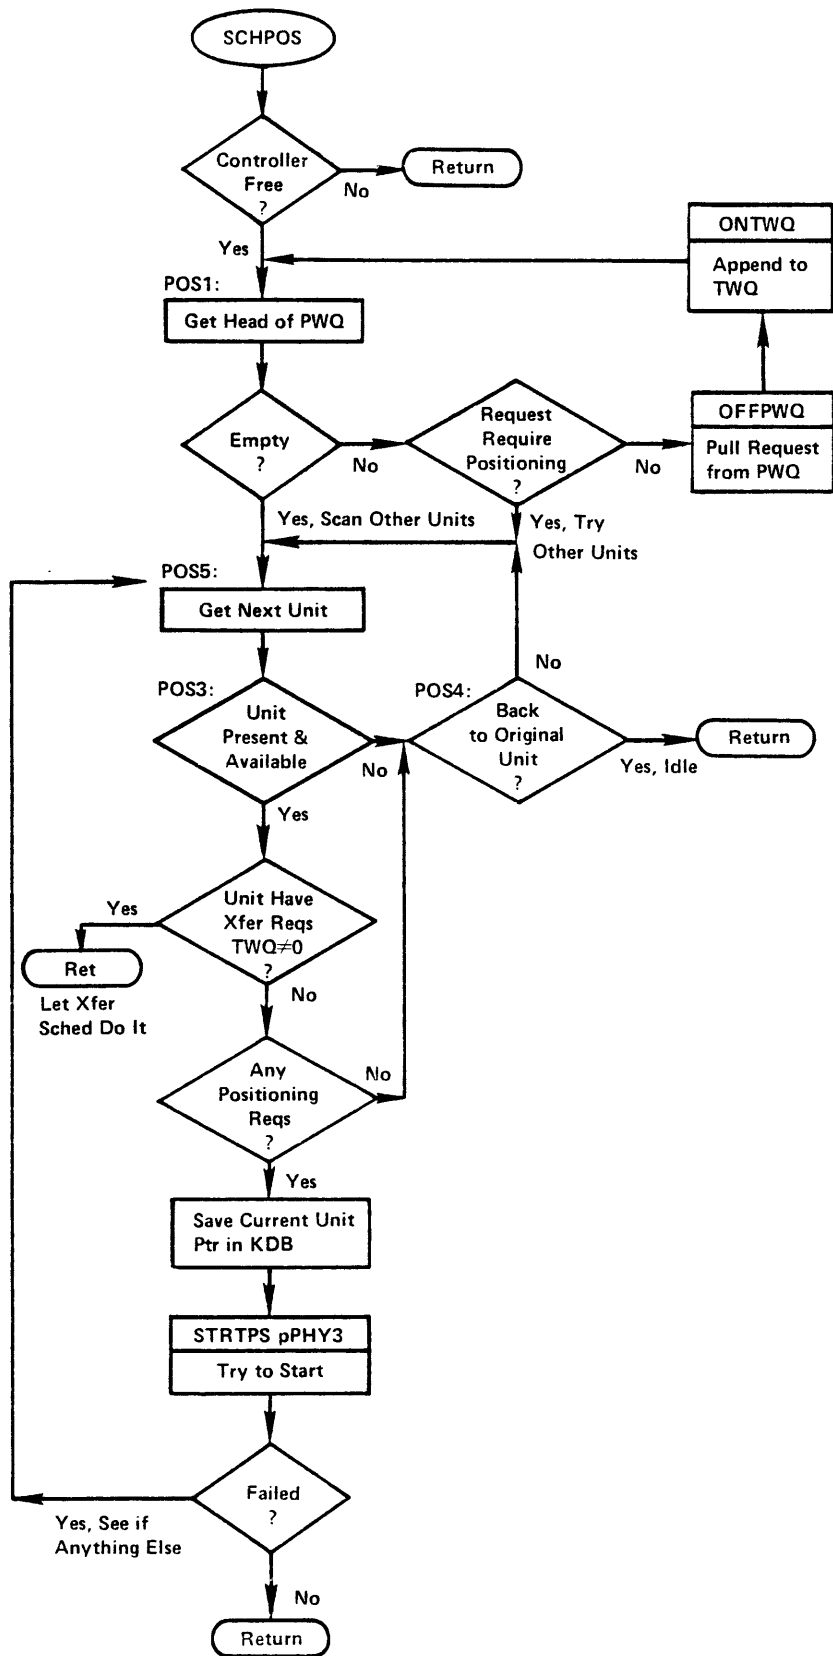 SCHPOS
Controller
Free
?
No
Return
Yes
ONTWQ
Append to
TWQ
POS1:
Get Head of PWQ
Empty
?
No
Request
Require
Positioning
?
No
OFFPWQ
Pull Request
from PWQ
Yes, Scan Other Units
Yes, Try
Other Units
POS5:
Get Next Unit
No
POS3:
Unit
Present &
Available
No
Yes
POS4:
Back
to Original
Unit
?
Yes, Idle
Return
Unit Have
Xfer Reqs
TWQ≠0
?
Yes
Ret
Let Xfer
Sched Do It
No
Any
Positioning
Reqs
?
No
Yes
Save Current Unit
Ptr in KDB
STRTPS pPHY3
Try to Start
Failed
?
Yes, See if
Anything Else
No
Return